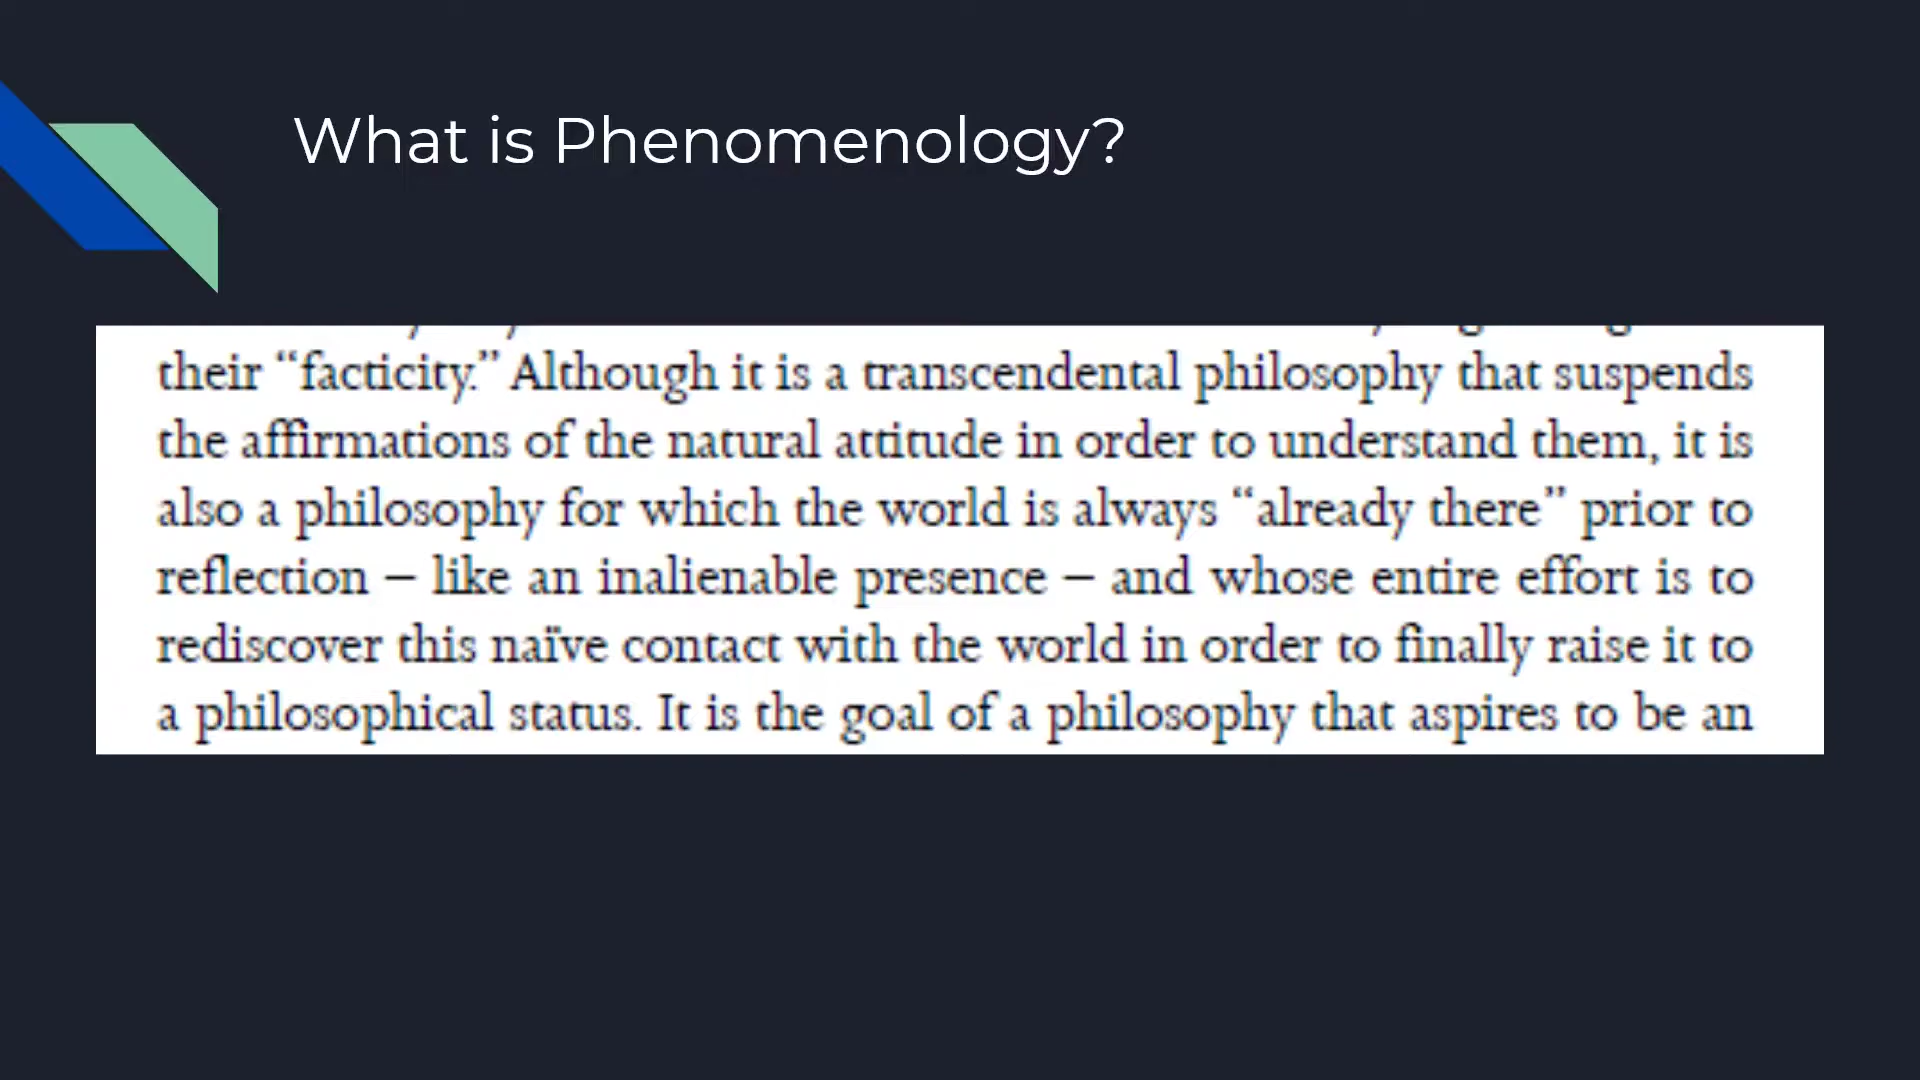 What is Phenomenology?
their “facticity.” Although it is a transcendental philosophy that suspends
the affirmations of the natural attitude in order to understand them, it is
also a philosophy for which the world is always “already there” prior to
reflection – like an inalienable presence – and whose entire effort is to
rediscover this naïve contact with the world in order to finally raise it to
a philosophical status. It is the goal of a philosophy that aspires to be an